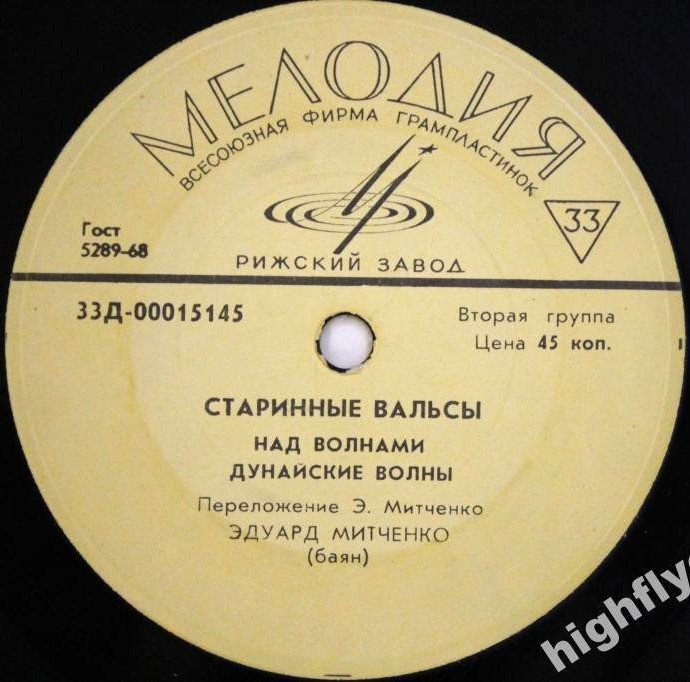 МЕЛОДИЯ
ВСЕСОЮЗНАЯ ФИРМА ГРАМПЛАСТИНОК
33
Гост
5289-68
РИЖСКИЙ ЗАВОД
33Д-00015145
Вторая группа
Цена 45 коп.
СТАРИННЫЕ ВАЛЬСЫ
НАД ВОЛНАМИ
ДУНАЙСКИЕ ВОЛНЫ
Переложение Э. Митченко
ЭДУАРД МИТЧЕНКО
(баян)